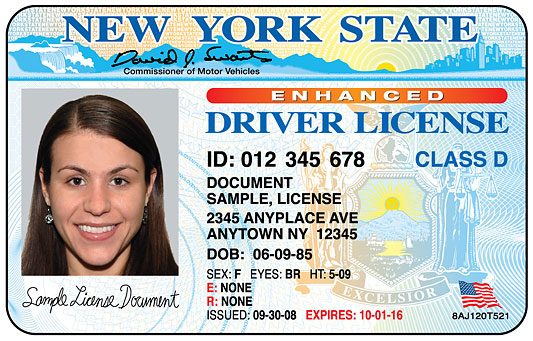 NEW YORK STATE
David J. Swarts
Commissioner of Motor Vehicles
ENHANCED
DRIVER LICENSE
ID: 012 345 678 CLASS D
DOCUMENT
SAMPLE, LICENSE
2345 ANYPLACE AVE
ANYTOWN NY 12345
DOB: 06-09-85
SEX: F EYES: BR HT: 5-09
E: NONE
R: NONE
ISSUED: 09-30-08 EXPIRES: 10-01-16
Sample License Document
EXCELSIOR
8AJ120T521